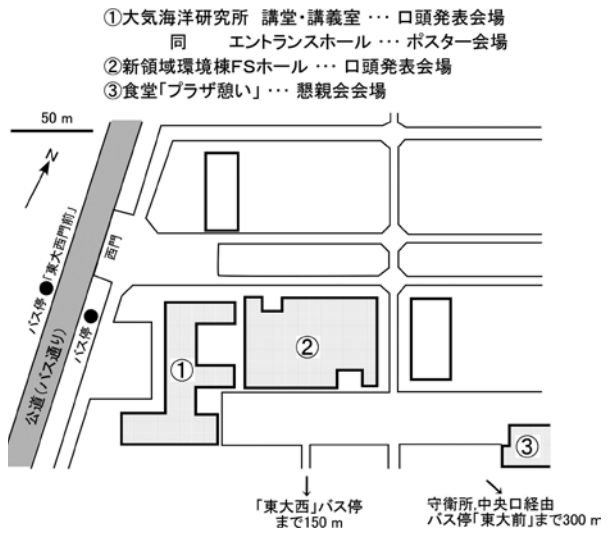 ①大気海洋研究所 講堂・講義室 … 口頭発表会場
同 エントランスホール … ポスター会場
②新領域環境棟FSホール … 口頭発表会場
③食堂「プラザ憩い」… 懇親会会場
50 m
N
西門
バス停「東大西門前」
バス停
公道(バス通り)
①
②
③
「東大西」バス停
まで150 m
守衛所,中央口経由
バス停「東大前」まで300 m